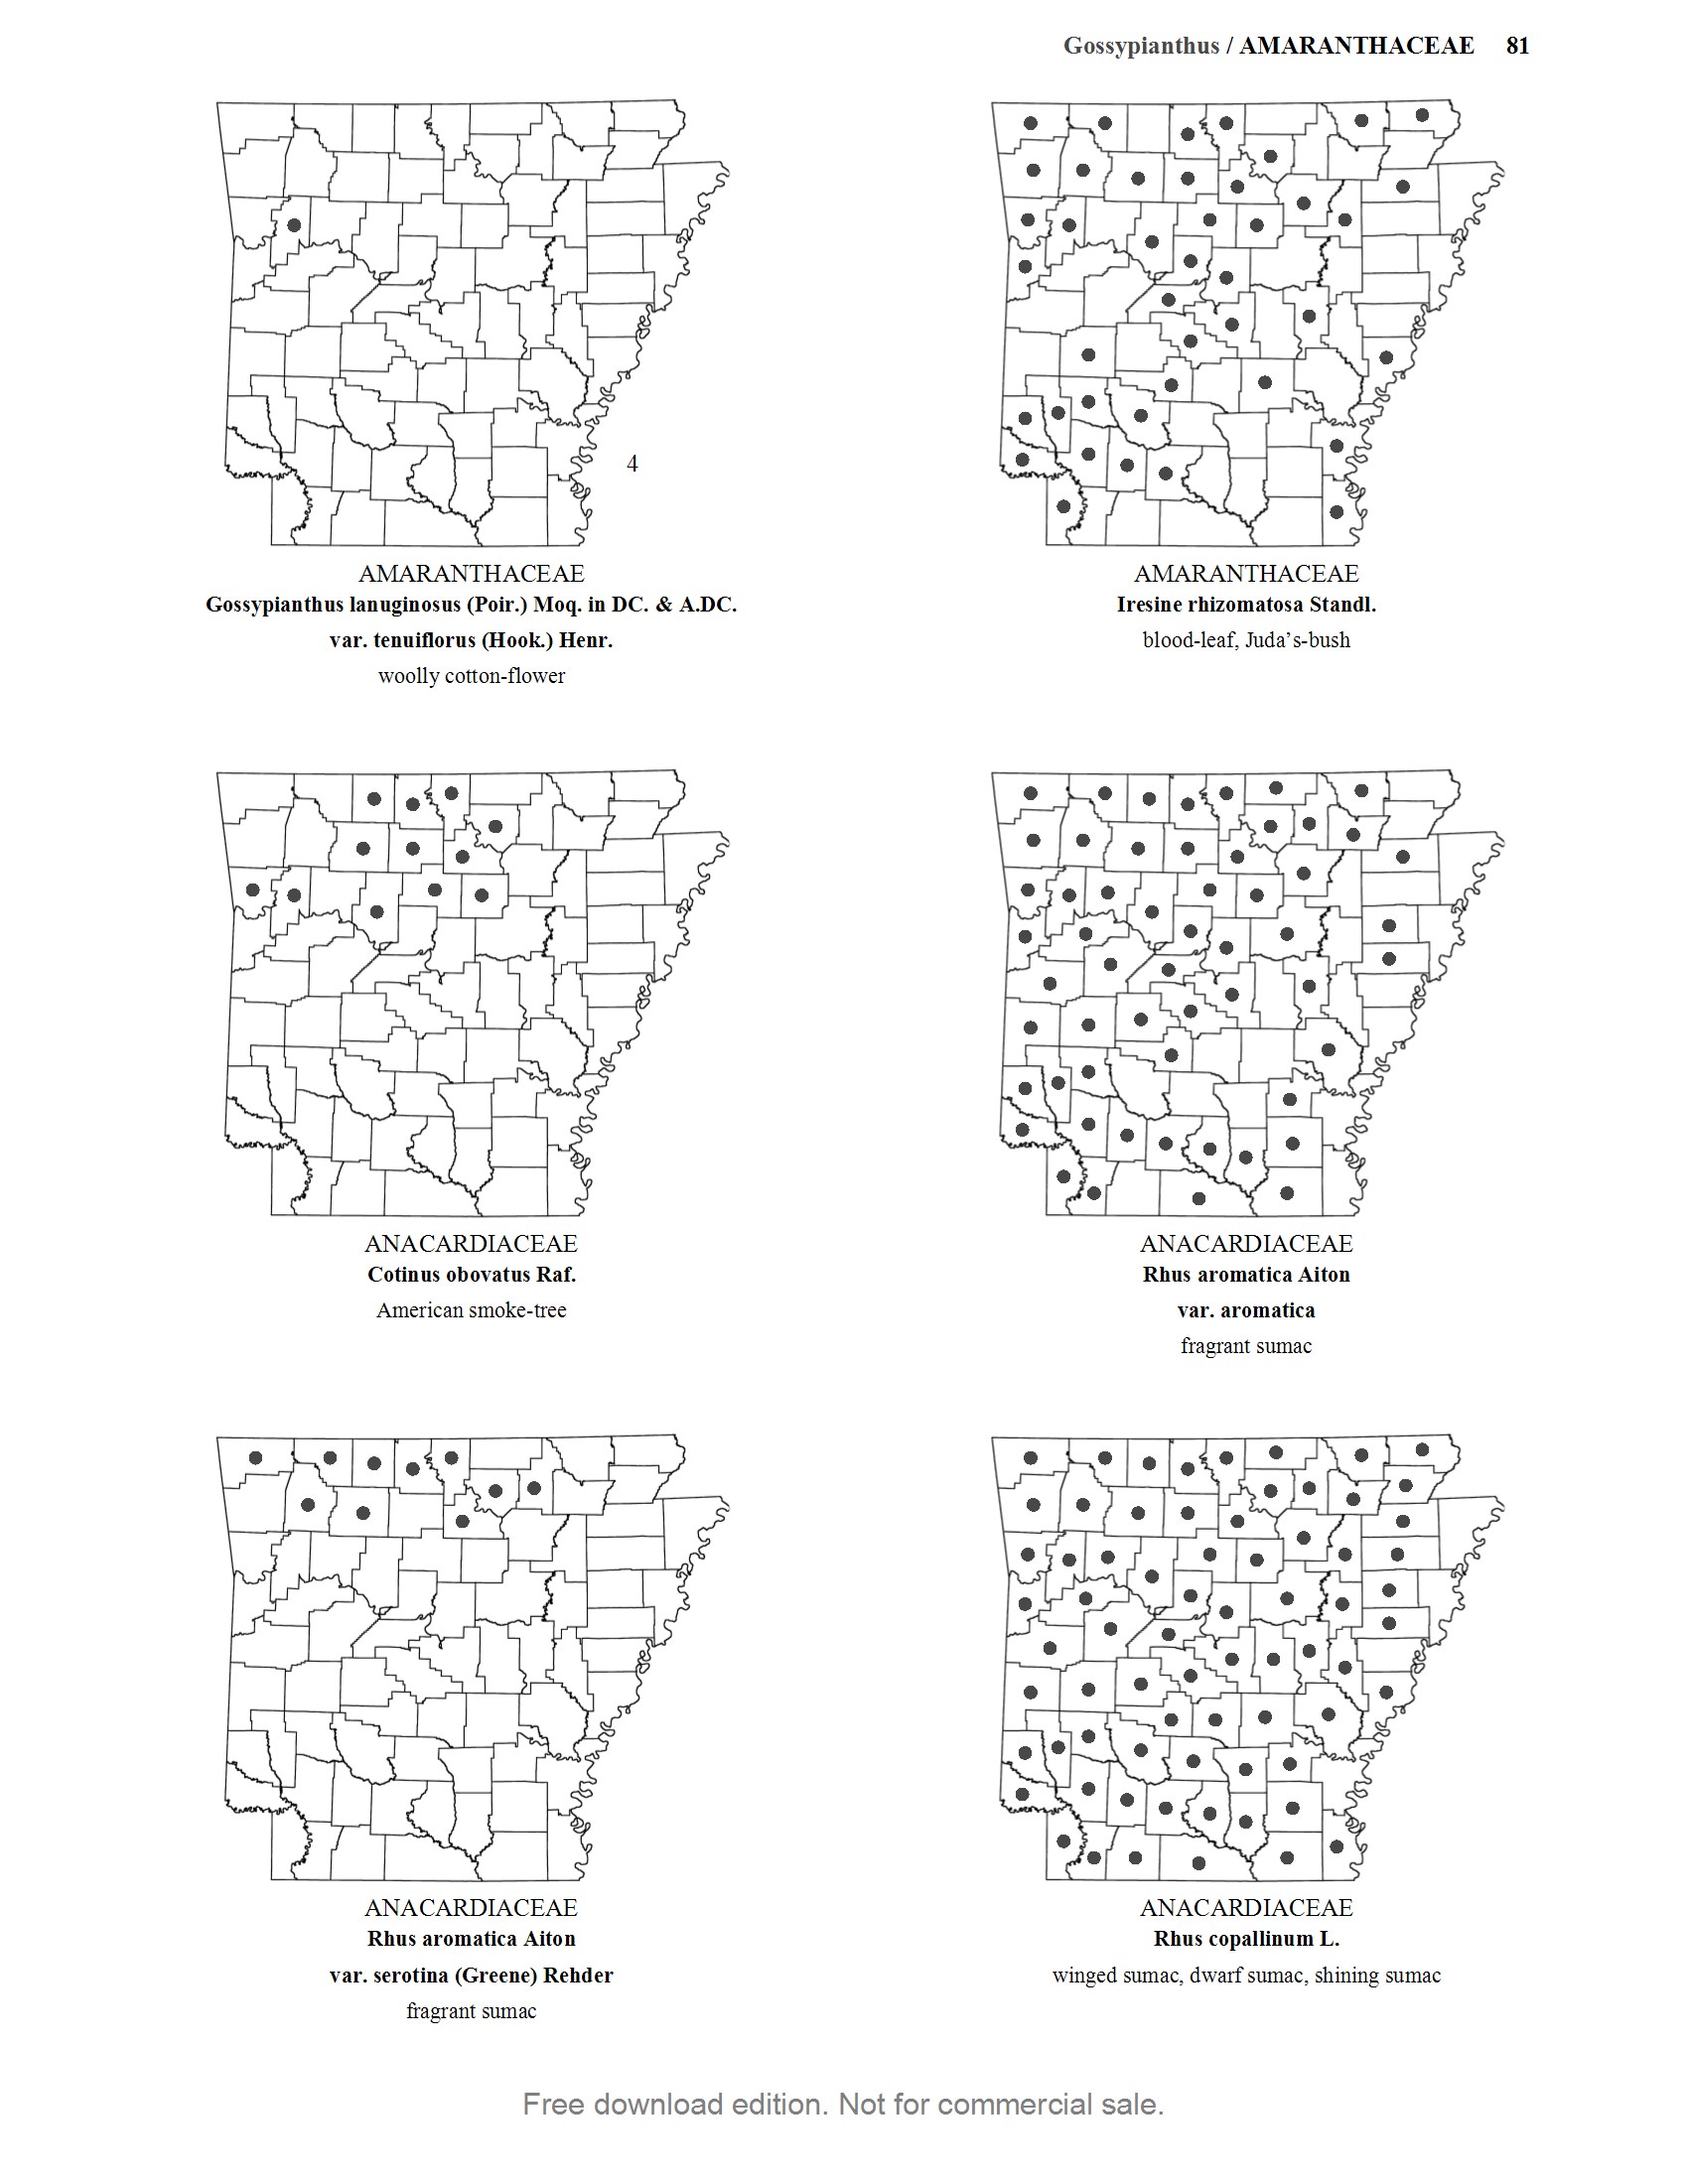 Gossypianthus / AMARANTHACEAE 81
4
AMARANTHACEAE
Gossypianthus lanuginosus (Poir.) Moq. in DC. & A.DC.
var. tenuiflorus (Hook.) Henr.
woolly cotton-flower
AMARANTHACEAE
Iresine rhizomatosa Standl.
blood-leaf, Juda’s-bush
ANACARDIACEAE
Cotinus obovatus Raf.
American smoke-tree
ANACARDIACEAE
Rhus aromatica Aiton
var. aromatica
fragrant sumac
ANACARDIACEAE
Rhus aromatica Aiton
var. serotina (Greene) Rehder
fragrant sumac
ANACARDIACEAE
Rhus copallinum L.
winged sumac, dwarf sumac, shining sumac
Free download edition. Not for commercial sale.